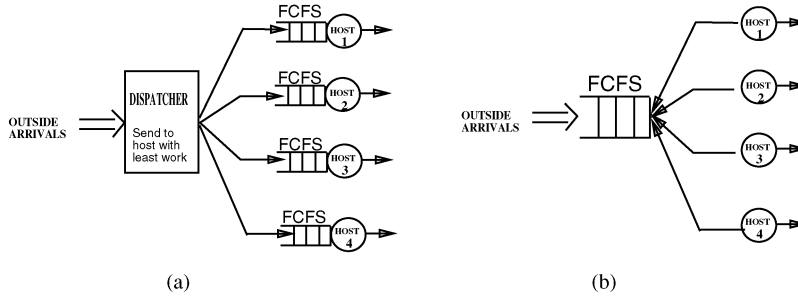 FCFS
HOST
1
FCFS
HOST
2
DISPATCHER
Send to
host with
least work
OUTSIDE
ARRIVALS
FCFS
HOST
3
FCFS
HOST
4
(a)
HOST
1
FCFS
HOST
2
OUTSIDE
ARRIVALS
HOST
3
HOST
4
(b)